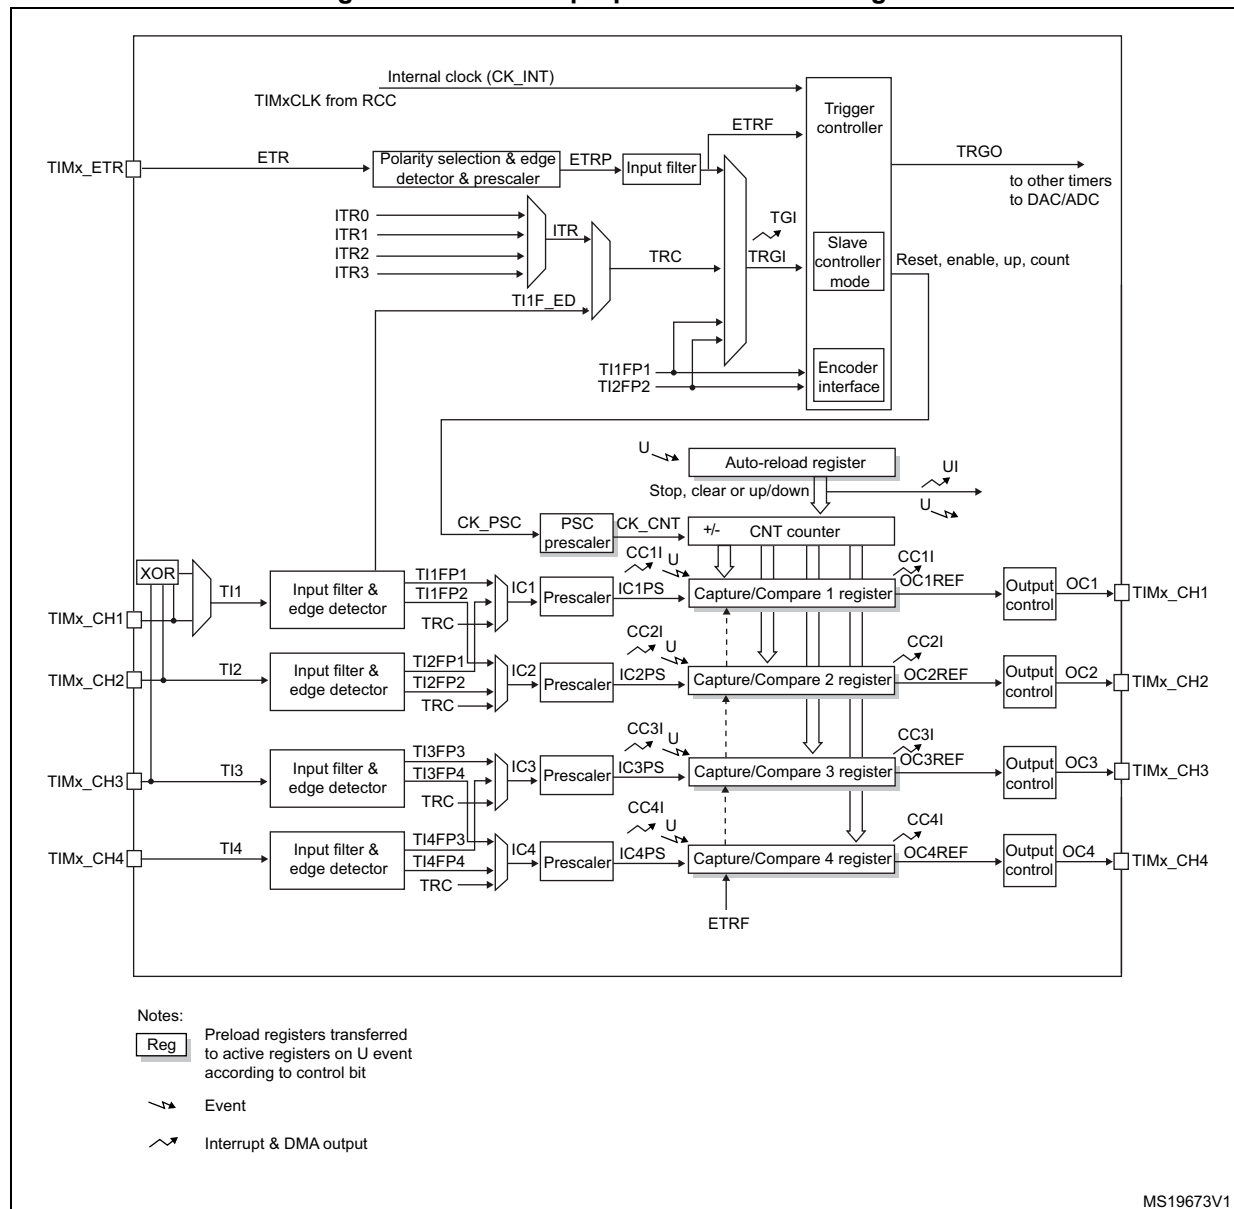 Internal clock (CK_INT)
TIMxCLK from RCC
Trigger
controller
ETRF
TIMx_ETR
ETR
Polarity selection & edge
detector & prescaler
ETRP
Input filter
TRGO
to other timers
to DAC/ADC
ITR0
ITR1
ITR2
ITR3
ITR
TRC
TGI
TRGI
Slave
controller
mode
Reset, enable, up, count
TI1F_ED
TI1FP1
TI2FP2
Encoder
interface
U
Auto-reload register
UI
Stop, clear or up/down
U
CK_PSC
PSC
prescaler
CK_CNT
+/-
CNT counter
XOR
TI1
TIMx_CH1
Input filter &
edge detector
TI1FP1
TI1FP2
TRC
IC1
Prescaler
CC1I
U
IC1PS
Capture/Compare 1 register
CC1I
OC1REF
Output
control
OC1
TIMx_CH1
TIMx_CH2
TI2
Input filter &
edge detector
TI2FP1
TI2FP2
TRC
IC2
Prescaler
CC2I
U
IC2PS
Capture/Compare 2 register
CC2I
OC2REF
Output
control
OC2
TIMx_CH2
TIMx_CH3
TI3
Input filter &
edge detector
TI3FP3
TI3FP4
TRC
IC3
Prescaler
CC3I
U
IC3PS
Capture/Compare 3 register
CC3I
OC3REF
Output
control
OC3
TIMx_CH3
TIMx_CH4
TI4
Input filter &
edge detector
TI4FP3
TI4FP4
TRC
IC4
Prescaler
CC4I
U
IC4PS
Capture/Compare 4 register
CC4I
OC4REF
Output
control
OC4
TIMx_CH4
ETRF
Notes:
Reg
Preload registers transferred
to active registers on U event
according to control bit
Event
Interrupt & DMA output
MS19673V1